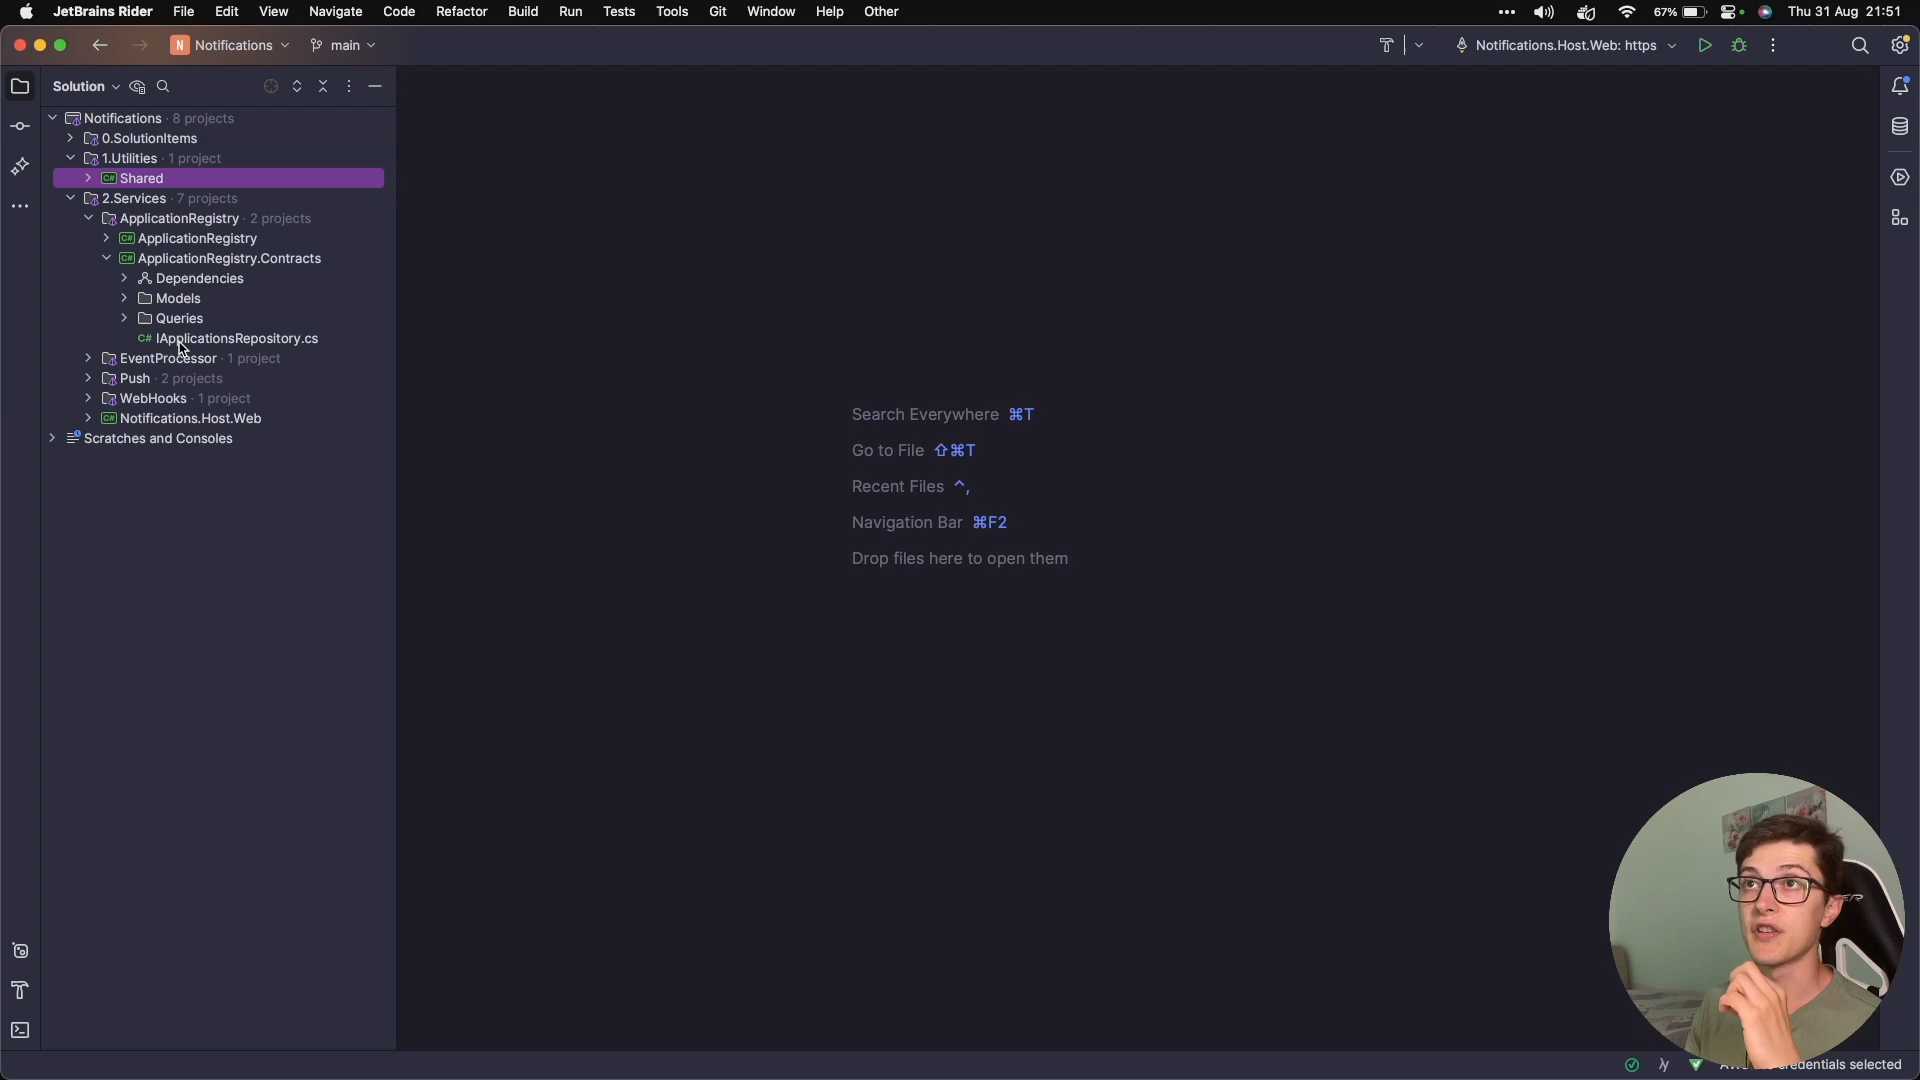 JetBrains Rider File Edit View Navigate Code Refactor Build Run Tests Tools Git Window Help Other 67% Thu 31 Aug 21:51
N Notifications main Notifications.Host.Web: https
Solution
Notifications · 8 projects
0.SolutionItems
1.Utilities · 1 project
C# Shared
2.Services · 7 projects
ApplicationRegistry · 2 projects
C# ApplicationRegistry
C# ApplicationRegistry.Contracts
Dependencies
Models
Queries
C# IApplicationsRepository.cs
EventProcessor · 1 project
Push · 2 projects
WebHooks · 1 project
C# Notifications.Host.Web
Scratches and Consoles
Search Everywhere ⌘T
Go to File ⇧⌘T
Recent Files ^,
Navigation Bar ⌘F2
Drop files here to open them
credentials selected